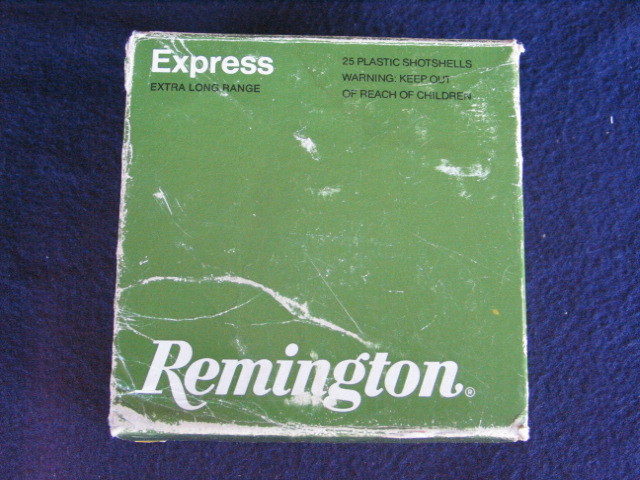 Express
EXTRA LONG RANGE
25 PLASTIC SHOTSHELLS
WARNING: KEEP OUT
OF REACH OF CHILDREN
Remington®